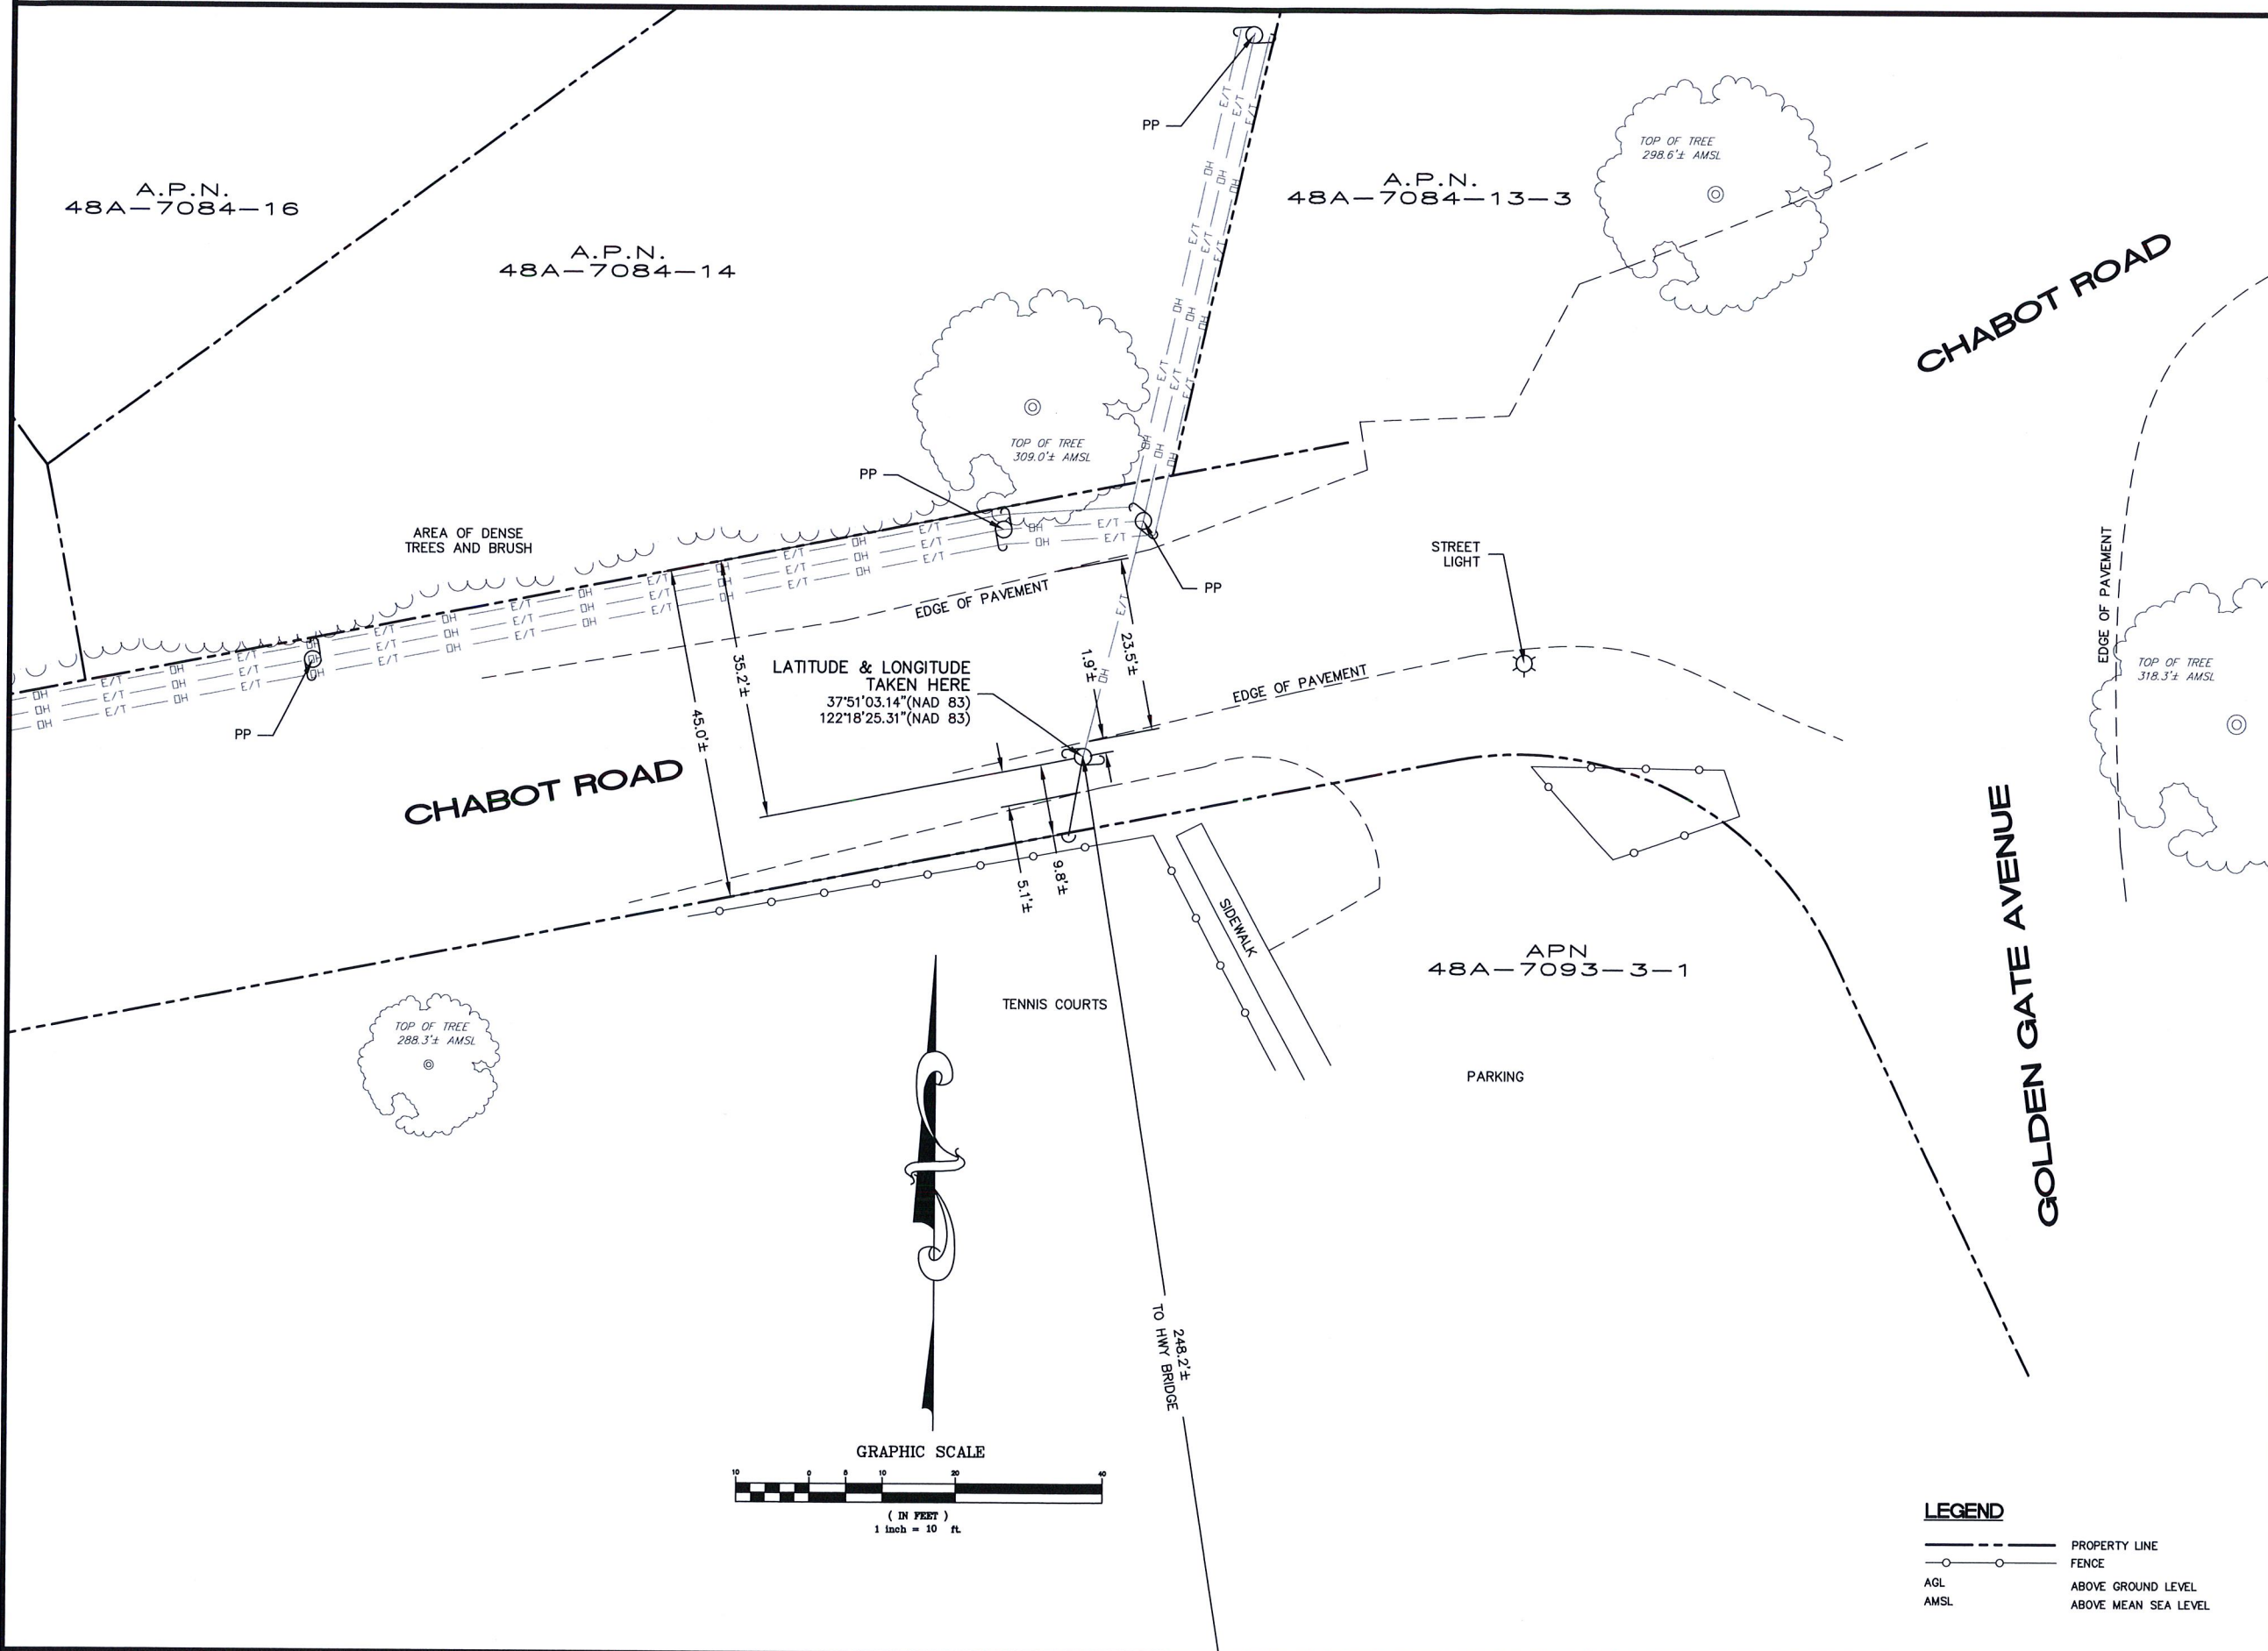 A.P.N.
48A-7084-16
A.P.N.
48A-7084-14
PP
A.P.N.
48A-7084-13-3
TOP OF TREE
298.6'± AMSL
CHABOT ROAD
TOP OF TREE
309.0'± AMSL
PP
AREA OF DENSE
TREES AND BRUSH
PP
STREET
LIGHT
EDGE OF PAVEMENT
EDGE OF PAVEMENT
EDGE OF PAVEMENT
TOP OF TREE
318.3'± AMSL
PP
OH
E/T
LATITUDE & LONGITUDE
TAKEN HERE
37°51'03.14"(NAD 83)
122°18'25.31"(NAD 83)
35.2'±
45.0'±
1.9'±
23.5'±
9.8'±
5.1'±
CHABOT ROAD
SIDEWALK
APN
48A-7093-3-1
GOLDEN GATE AVENUE
TENNIS COURTS
PARKING
TOP OF TREE
288.3'± AMSL
248.2'±
TO HWY BRIDGE
GRAPHIC SCALE
10 0 5 10 20 40
( IN FEET )
1 inch = 10 ft.
LEGEND
PROPERTY LINE
FENCE
AGL ABOVE GROUND LEVEL
AMSL ABOVE MEAN SEA LEVEL